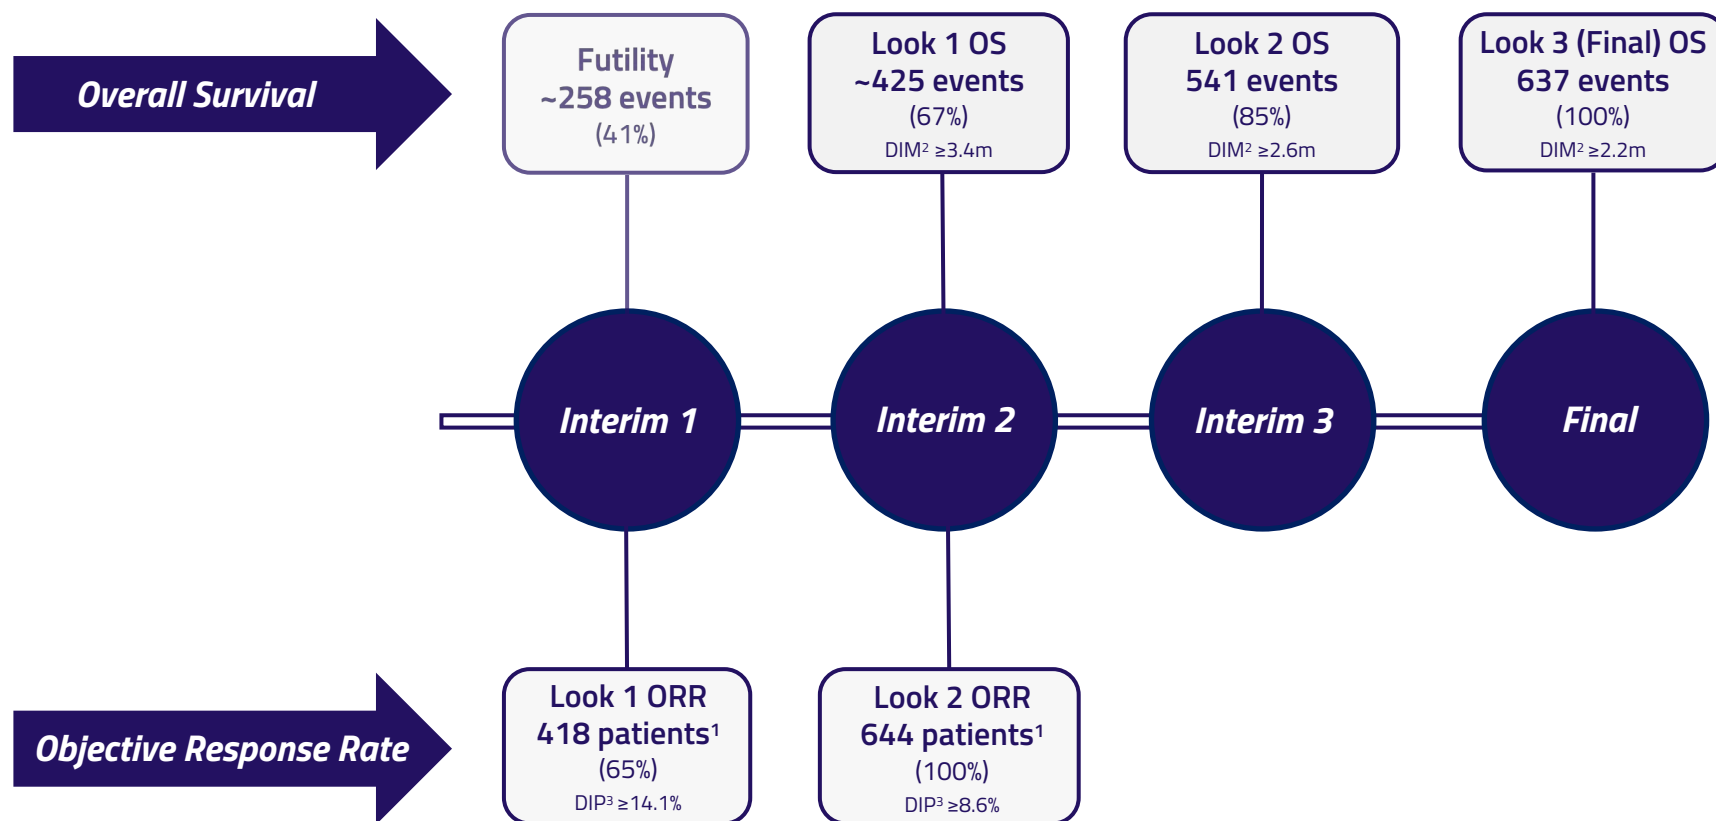 Overall Survival
Futility
~258 events
(41%)
Look 1 OS
~425 events
(67%)
DIM² ≥3.4m
Look 2 OS
541 events
(85%)
DIM² ≥2.6m
Look 3 (Final) OS
637 events
(100%)
DIM² ≥2.2m
Interim 1
Interim 2
Interim 3
Final
Objective Response Rate
Look 1 ORR
418 patients¹
(65%)
DIP³ ≥14.1%
Look 2 ORR
644 patients¹
(100%)
DIP³ ≥8.6%